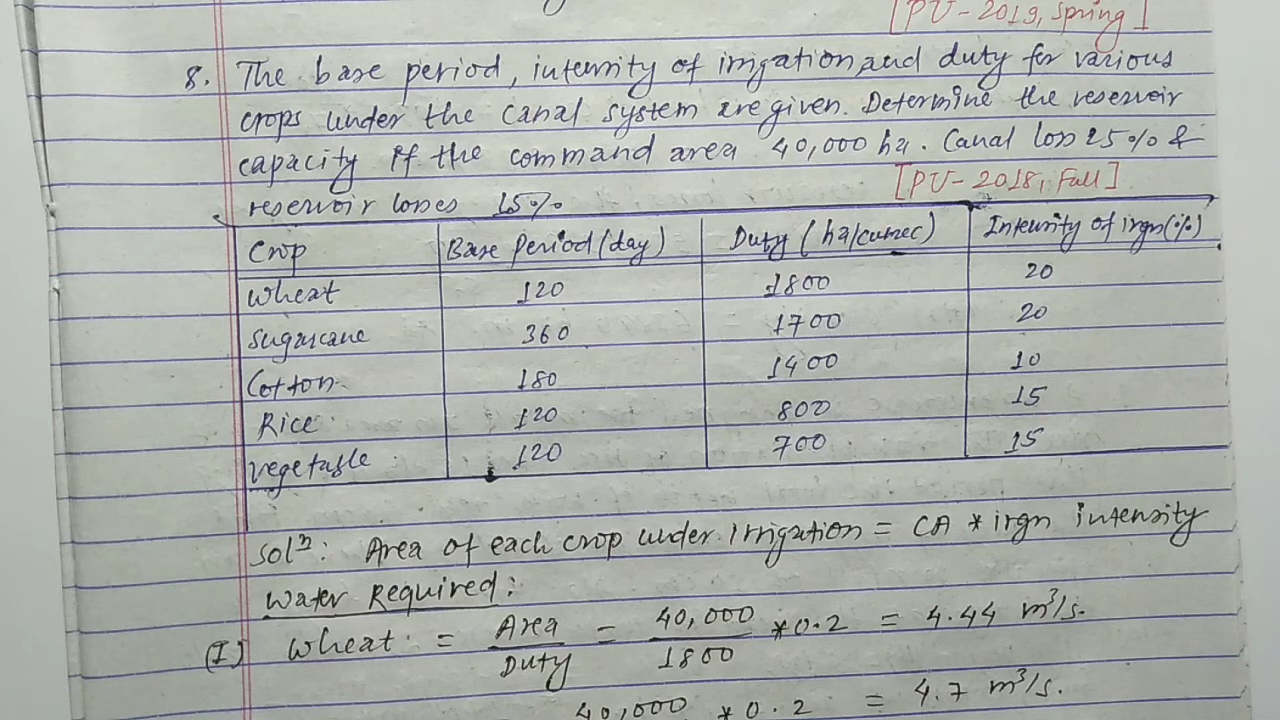 [PU-2019, Spring]
8. The base period, intensity of irrigation and duty for various
crops under the canal system are given. Determine the reservoir
capacity if the command area 40,000 ha. Canal loss 25% &
reservoir losses 15%
[PU-2018, Fall]
Crop Base Period (day) Duty (ha/cumec) Intensity of irgn (%)
Wheat 120 1800 20
Sugarcane 360 1700 20
Cotton 180 1400 10
Rice 120 800 15
Vegetable 120 700 15
Solⁿ: Area of each crop under Irrigation = CA * irgn intensity
Water Required:
(I) Wheat = Area / Duty = 40,000 / 1800 * 0.2 = 4.44 m³/s.
40,000 * 0.2 = 4.7 m³/s.